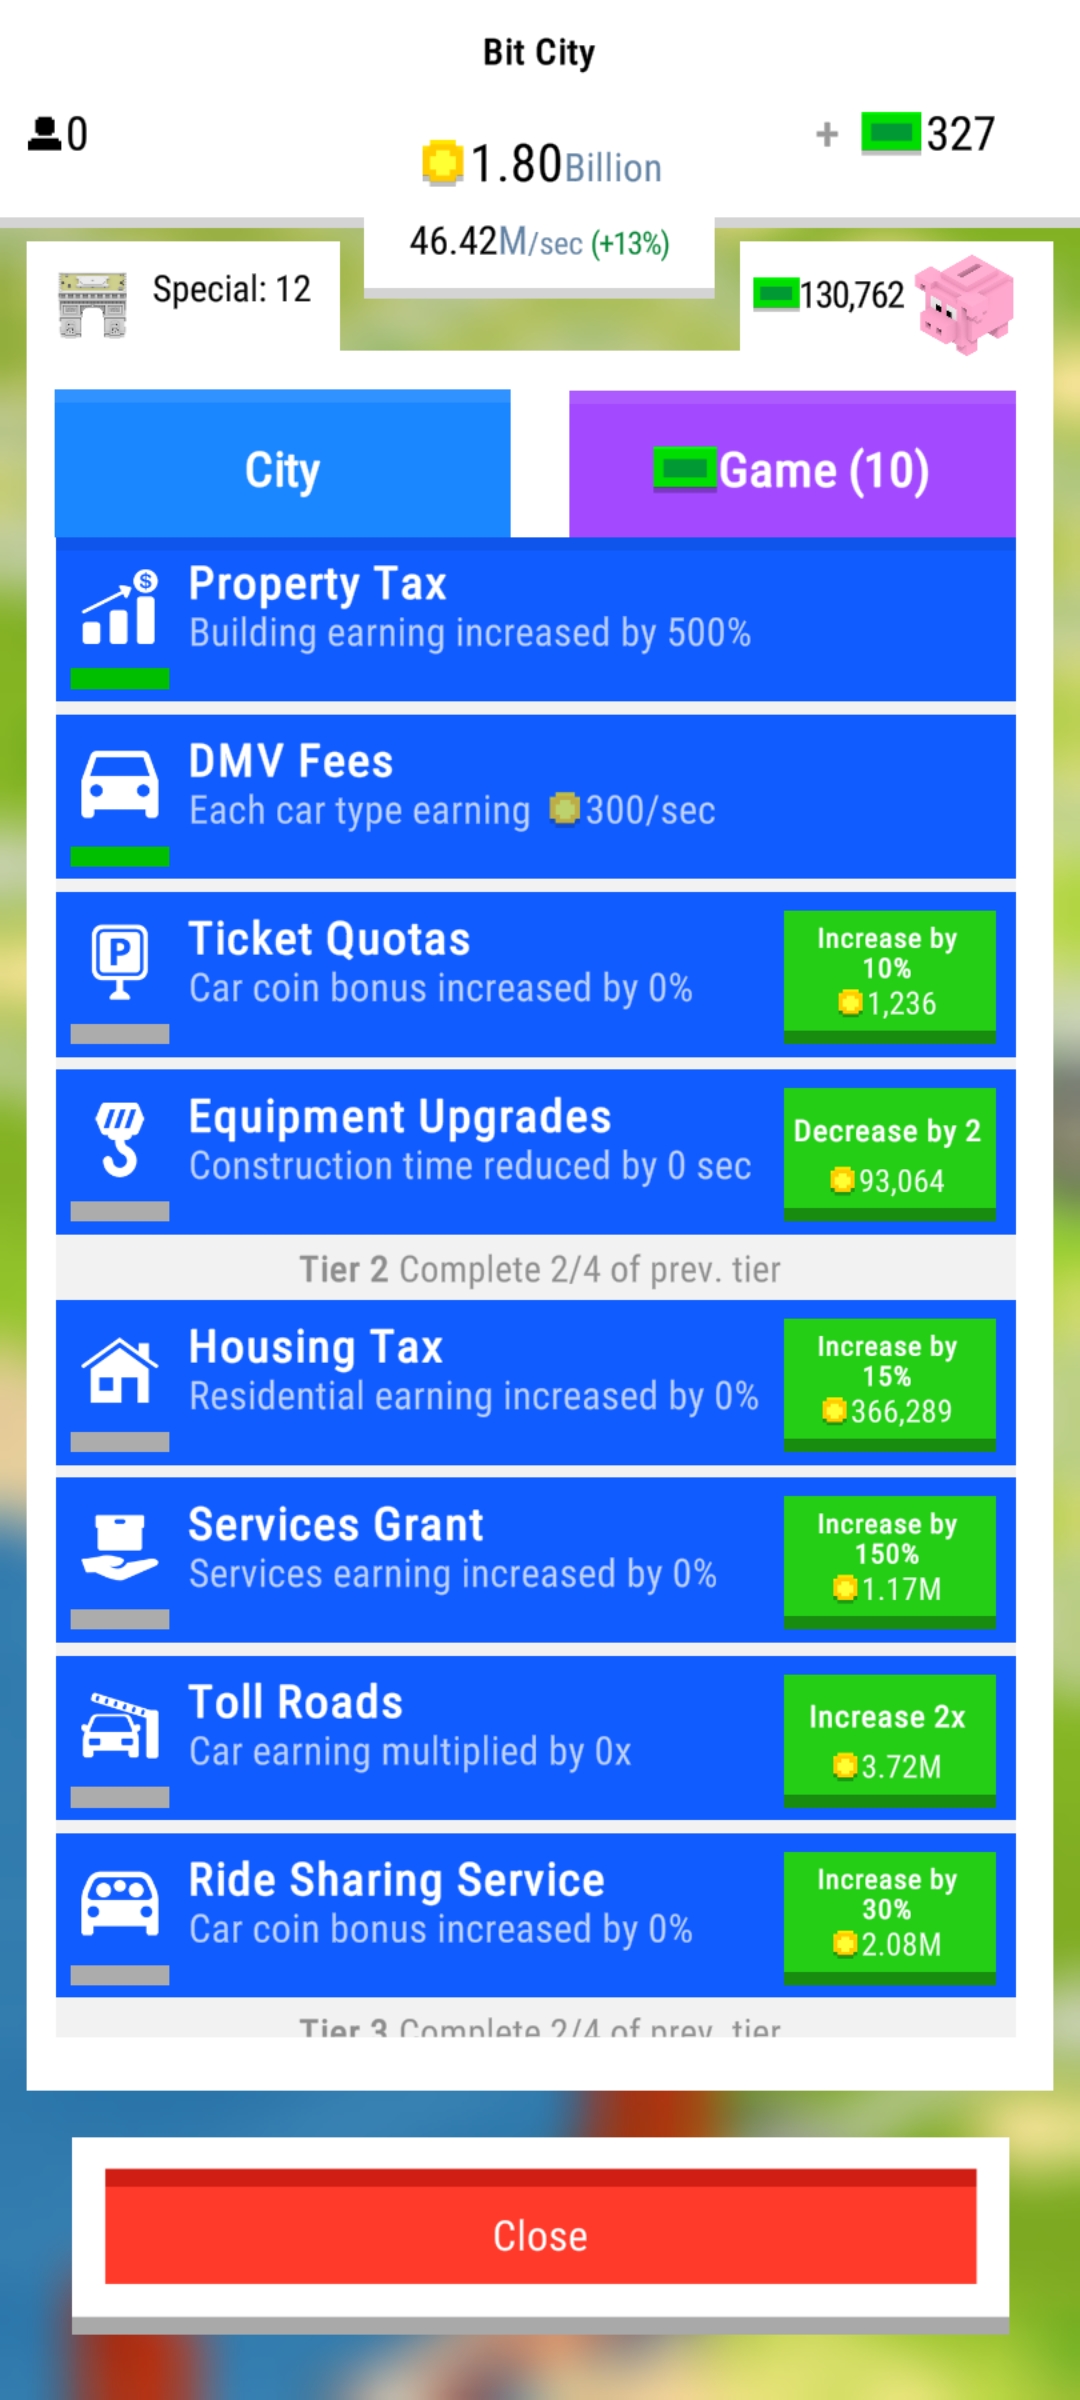 Bit City
0
1.80Billion
+ 327
46.42M/sec (+13%)
Special: 12
130,762
City
Game (10)
Property Tax
Building earning increased by 500%
$
DMV Fees
Each car type earning 300/sec
P
Ticket Quotas
Car coin bonus increased by 0%
Increase by
10%
1,236
Equipment Upgrades
Construction time reduced by 0 sec
Decrease by 2
93,064
Tier 2 Complete 2/4 of prev. tier
Housing Tax
Residential earning increased by 0%
Increase by
15%
366,289
Services Grant
Services earning increased by 0%
Increase by
150%
1.17M
Toll Roads
Car earning multiplied by 0x
Increase 2x
3.72M
Ride Sharing Service
Car coin bonus increased by 0%
Increase by
30%
2.08M
Tier 3 Complete 2/4 of prev. tier
Close